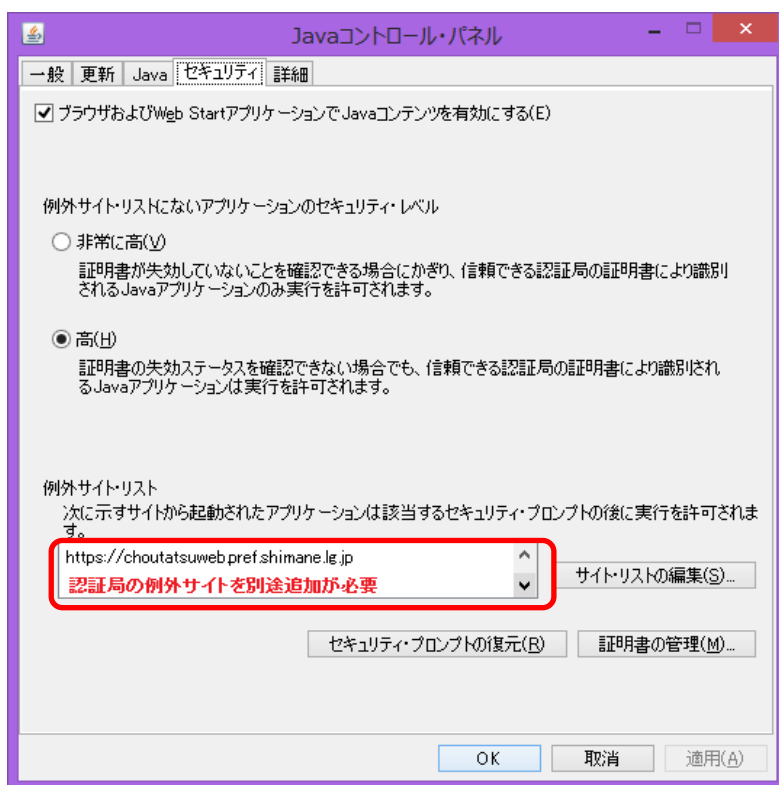 Javaコントロール・パネル
一般 更新 Java セキュリティ 詳細
ブラウザおよびWeb StartアプリケーションでJavaコンテンツを有効にする(E)
例外サイト・リストにないアプリケーションのセキュリティ・レベル
非常に高(V)
証明書が失効していないことを確認できる場合にかぎり、信頼できる認証局の証明書により識別
されるJavaアプリケーションのみ実行を許可されます。
高(H)
証明書の失効ステータスを確認できない場合でも、信頼できる認証局の証明書により識別され
るJavaアプリケーションは実行を許可されます。
例外サイト・リスト
次に示すサイトから起動されたアプリケーションは該当するセキュリティ・プロンプトの後に実行を許可されま
す。
https://choutatsuweb.pref.shimane.lg.jp
認証局の例外サイトを別途追加が必要
サイト・リストの編集(S)...
セキュリティ・プロンプトの復元(R) 証明書の管理(M)...
OK 取消 適用(A)